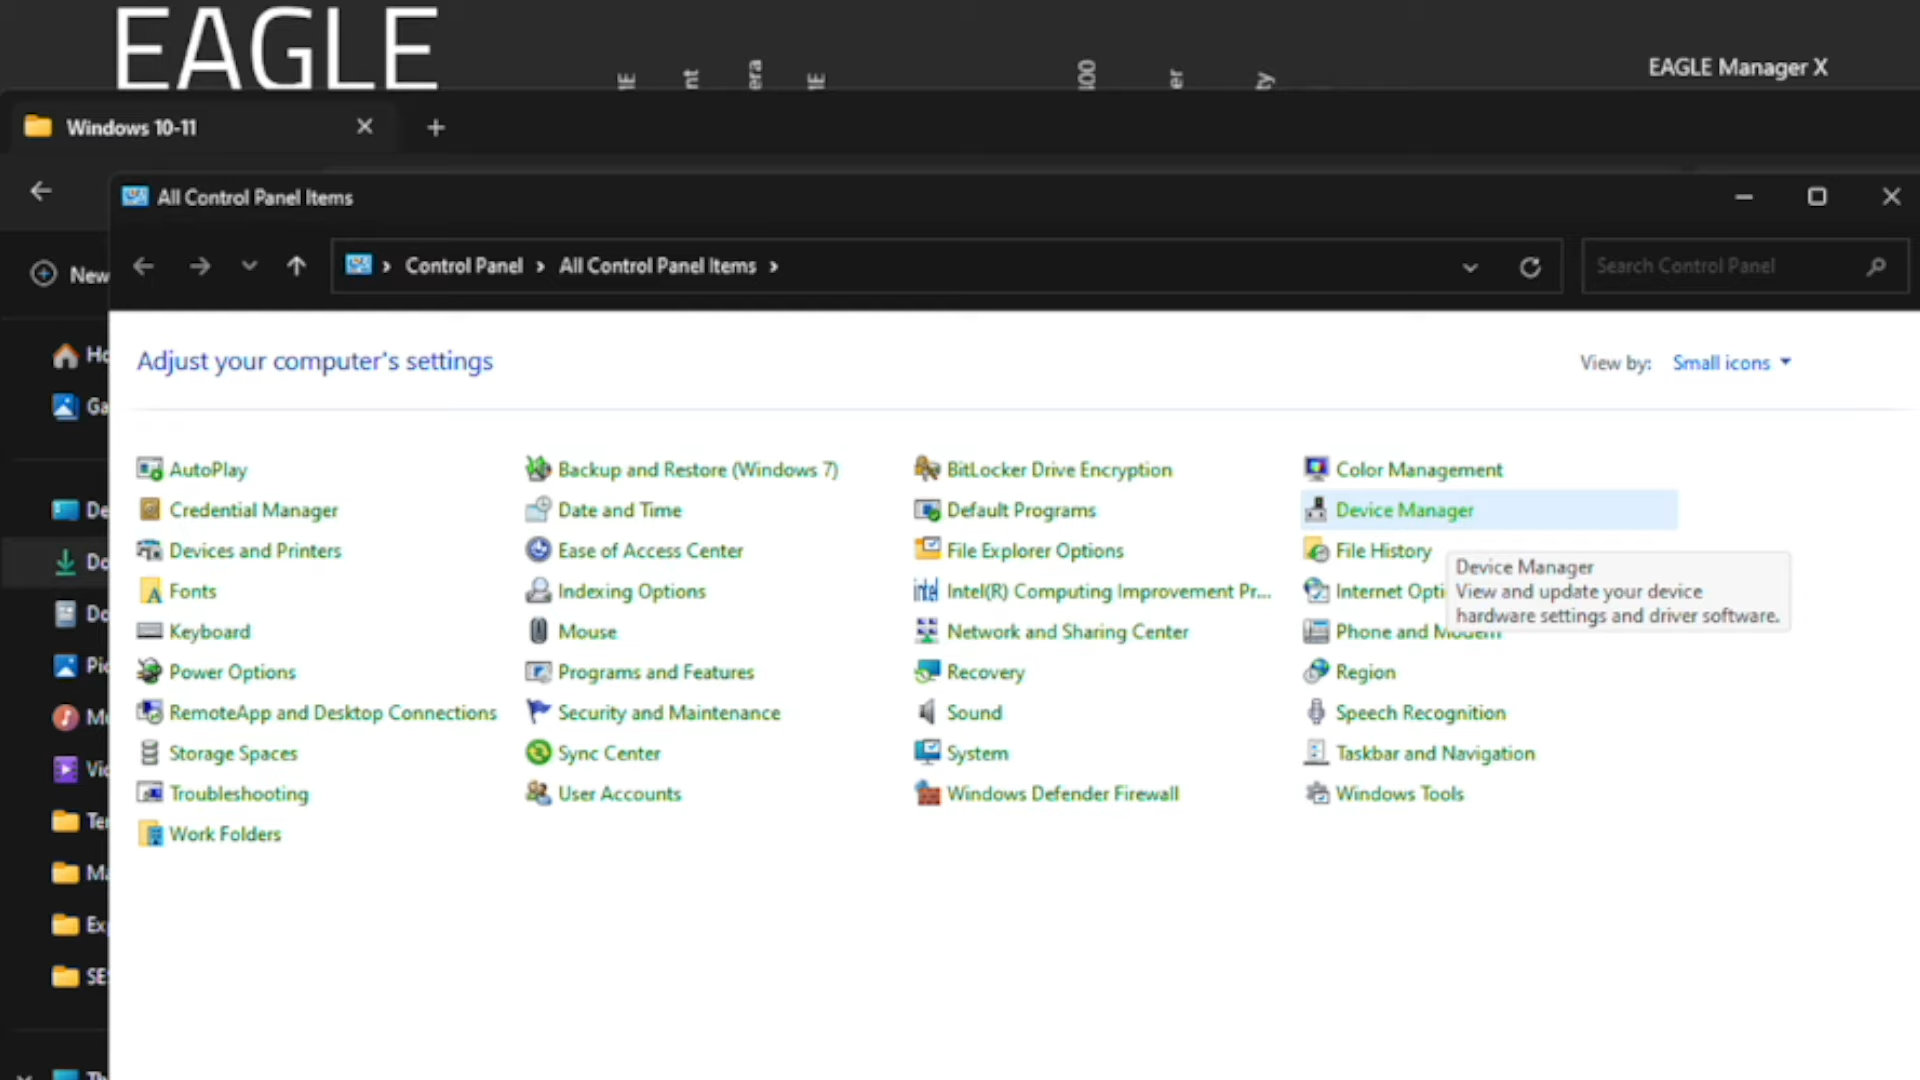 EAGLE
EAGLE Manager X
Windows 10-11
All Control Panel Items
Control Panel > All Control Panel Items >
Search Control Panel
New
Adjust your computer's settings
View by: Small icons
AutoPlay
Backup and Restore (Windows 7)
BitLocker Drive Encryption
Color Management
Credential Manager
Date and Time
Default Programs
Device Manager
Devices and Printers
Ease of Access Center
File Explorer Options
File History
Device Manager
View and update your device
hardware settings and driver software.
Fonts
Indexing Options
Intel(R) Computing Improvement Pr...
Internet Opti
Keyboard
Mouse
Network and Sharing Center
Phone and Modem
Power Options
Programs and Features
Recovery
Region
RemoteApp and Desktop Connections
Security and Maintenance
Sound
Speech Recognition
Storage Spaces
Sync Center
System
Taskbar and Navigation
Troubleshooting
User Accounts
Windows Defender Firewall
Windows Tools
Work Folders